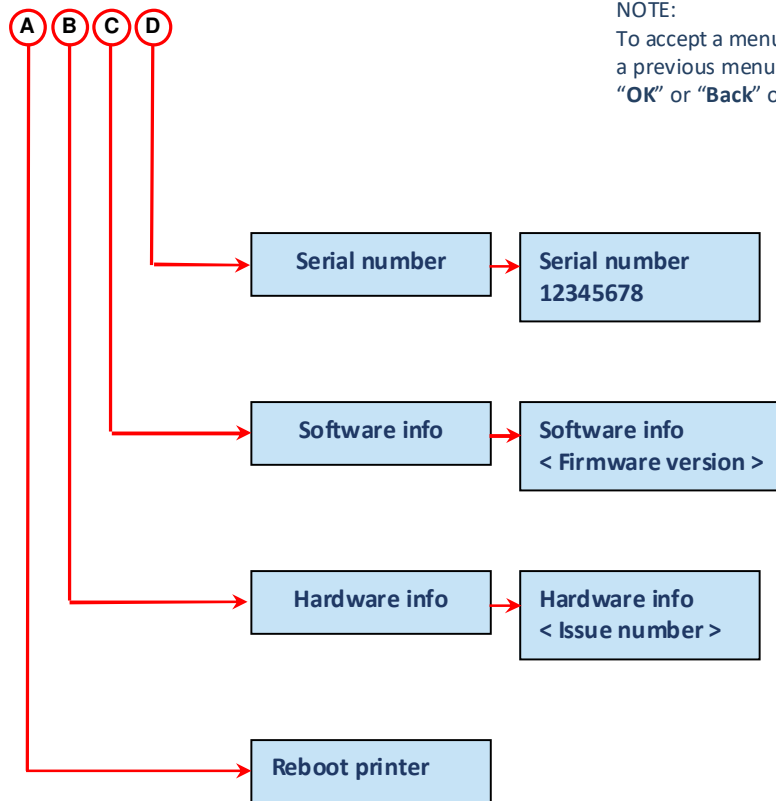 A B C D
NOTE:
To accept a menu
a previous menu
"OK" or "Back" o
Serial number
Serial number
12345678
Software info
Software info
< Firmware version >
Hardware info
Hardware info
< Issue number >
Reboot printer